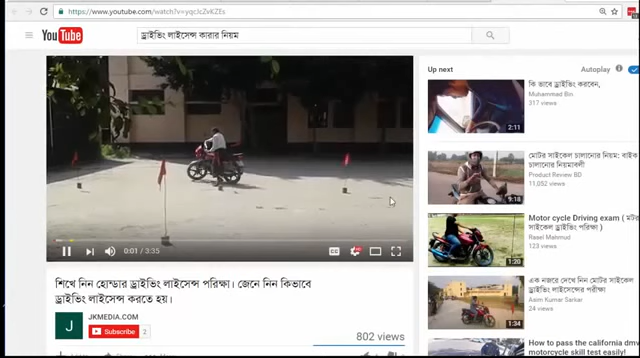 https://www.youtube.com/watch?v=yqcJcZvKZEs
YouTube
ড্রাইভিং লাইসেন্স কারার নিয়ম
0:01 / 3:35
CC
শিখে নিন হোন্ডার ড্রাইভিং লাইসেন্স পরিক্ষা। জেনে নিন কিভাবে
ড্রাইভিং লাইসেন্স করতে হয়।
J
JKMEDIA.COM
Subscribe 2
802 views
Up next
Autoplay
কি ভাবে ড্রাইভিং করবেন,
Muhammad Bin
317 views
2:11
মোটর সাইকেল চালানোর নিয়ম: বাইক
চালানোর নিয়মাবলী
Product Review BD
11,052 views
9:18
Motor cycle Driving exam ( মটর
সাইকেল ড্রাইভিং পরিক্ষা )
Rasel Mahmud
123 views
1:20
এক নজরে দেখে নিন মোটর সাইকেল
ড্রাইভিং লাইসেন্সের পরীক্ষা
Asim Kumar Sarkar
24 views
1:34
How to pass the california dmv
motorcycle skill test easily!